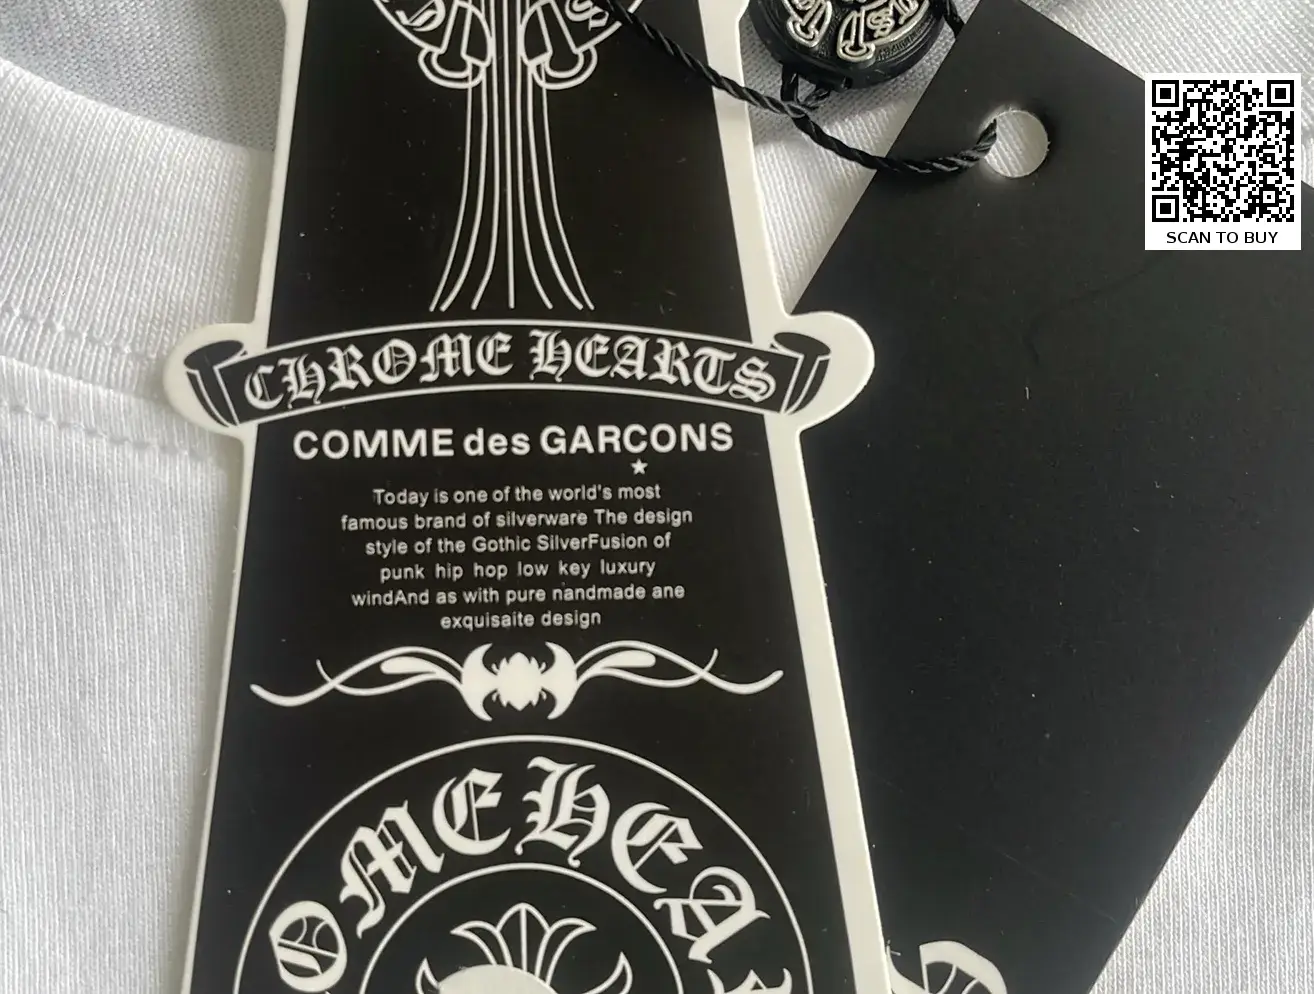 SCAN TO BUY
CHROME HEARTS
COMME des GARCONS
Today is one of the world's most
famous brand of silverware The design
style of the Gothic SilverFusion of
punk hip hop low key luxury
windAnd as with pure nandmade ane
exquisaite design
OMEHEA